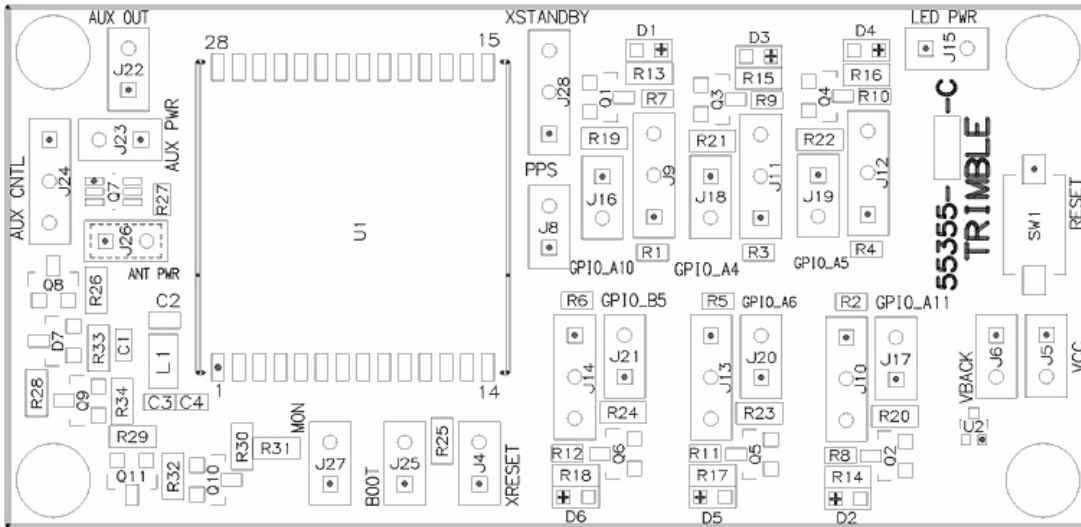 AUX OUT
XSTANDBY
LED PWR
D1
D3
D4
28
15
J22
J28
J15
R13
R15
R16
Q1
Q3
Q4
R7
R9
R10
AUX PWR
J23
AUX CNTL
J24
R19
R21
R22
J9
J11
J12
PPS
J16
J18
J19
J8
55355- -C
TRIMBLE
RESET
SW1
Q7
R27
U1
J26
ANT PWR
R1
R3
R4
GPIO_A10
GPIO_A4
GPIO_A5
Q8
R26
C2
R6
GPIO_B5
R5
GPIO_A6
R2
GPIO_A11
D7
R33
C1
L1
J14
J21
J13
J20
J10
J17
J6
J5
VBACK
VCC
R28
Q9
R34
C3
C4
1
14
MON
R24
R23
R20
U2
R29
R30
R31
J27
BOOT
J25
R25
J4
XRESET
R12
Q6
R11
Q5
R8
Q2
Q11
R32
Q10
R18
R17
R14
D6
D5
D2